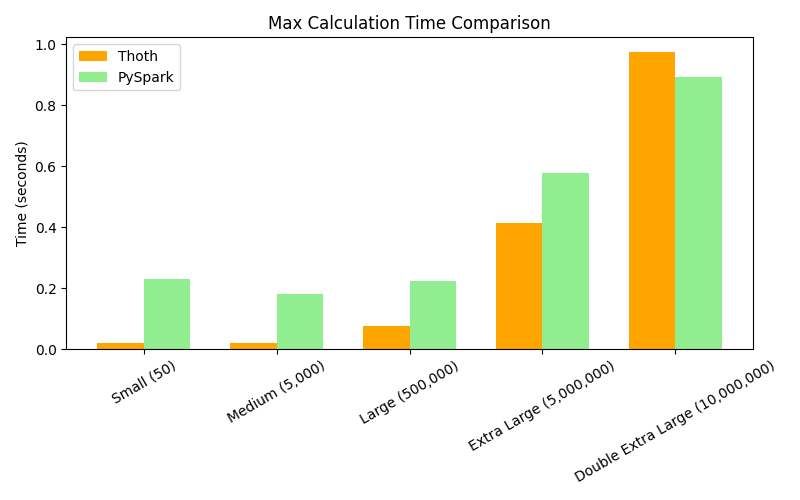 Max Calculation Time Comparison
Thoth
PySpark
Time (seconds)
1.0
0.8
0.6
0.4
0.2
0.0
Small (50)
Medium (5,000)
Large (500,000)
Extra Large (5,000,000)
Double Extra Large (10,000,000)